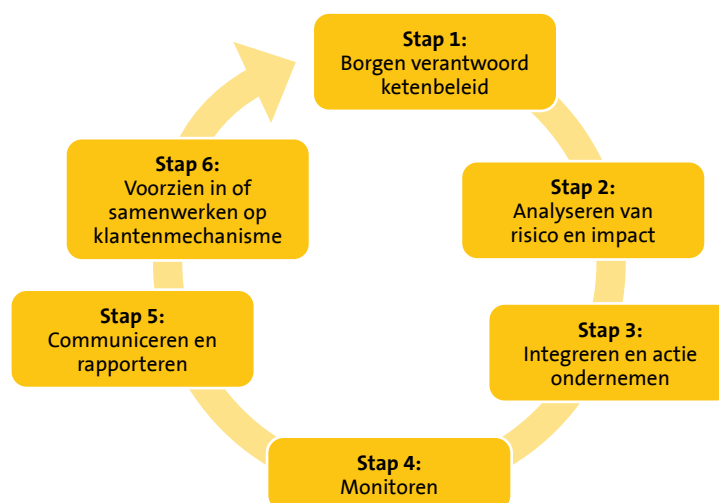 Stap 1:
Borgen verantwoord
ketenbeleid
Stap 2:
Analyseren van
risico en impact
Stap 3:
Integreren en actie
ondernemen
Stap 4:
Monitoren
Stap 5:
Communiceren en
rapporteren
Stap 6:
Voorzien in of
samenwerken op
klantenmechanisme